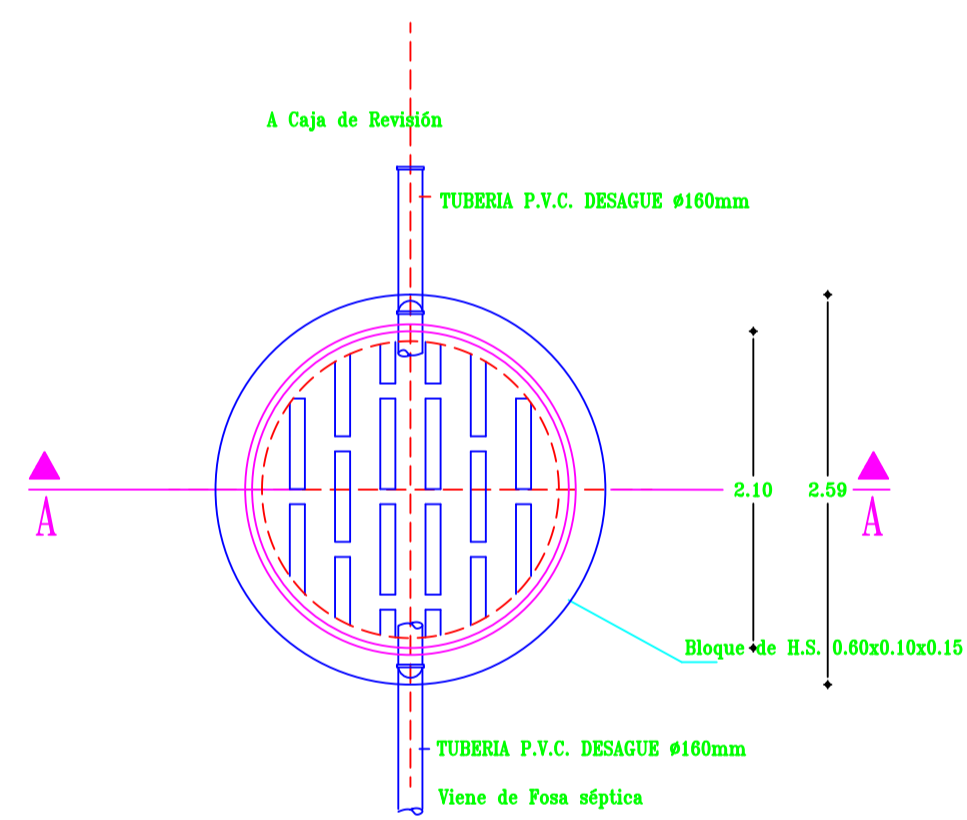 A Caja de Revisión
TUBERIA P.V.C. DESAGUE ø160mm
2.10
2.59
A
A
Bloque de H.S. 0.60x0.10x0.15
TUBERIA P.V.C. DESAGUE ø160mm
Viene de Fosa séptica